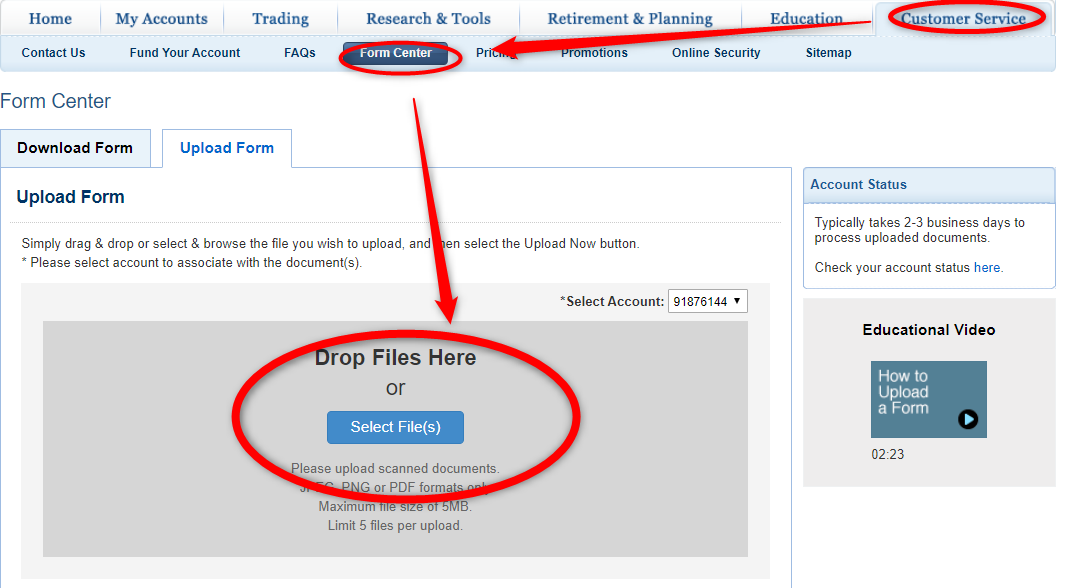 Home My Accounts Trading Research & Tools Retirement & Planning Education Customer Service
Contact Us Fund Your Account FAQs Form Center Pricing Promotions Online Security Sitemap
Form Center
Download Form Upload Form
Upload Form
Simply drag & drop or select & browse the file you wish to upload, and then select the Upload Now button.
* Please select account to associate with the document(s).
*Select Account: 91876144
Drop Files Here
or
Select File(s)
Please upload scanned documents.
JPEG, PNG or PDF formats only.
Maximum file size of 5MB.
Limit 5 files per upload.
Account Status
Typically takes 2-3 business days to
process uploaded documents.
Check your account status here.
Educational Video
How to
Upload
a Form
02:23